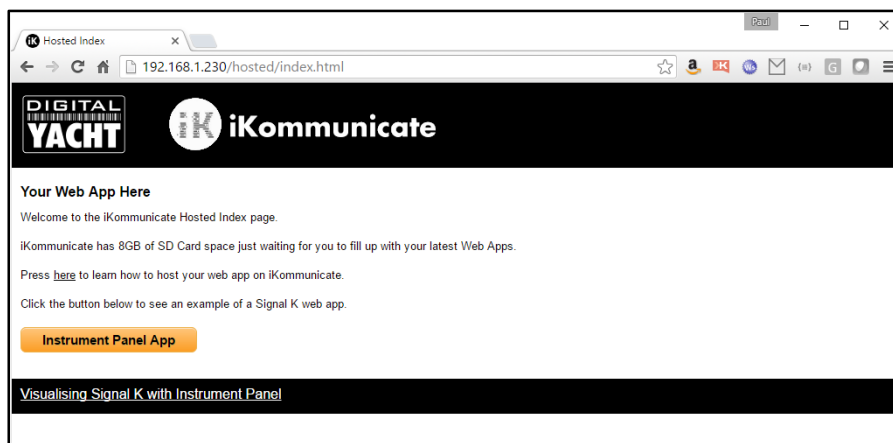 Paul
Hosted Index
192.168.1.230/hosted/index.html
DIGITAL
YACHT
iK iKommunicate
Your Web App Here
Welcome to the iKommunicate Hosted Index page.
iKommunicate has 8GB of SD Card space just waiting for you to fill up with your latest Web Apps.
Press here to learn how to host your web app on iKommunicate.
Click the button below to see an example of a Signal K web app.
Instrument Panel App
Visualising Signal K with Instrument Panel